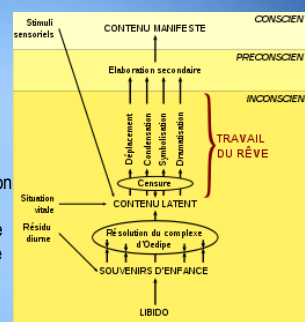 CONSCIEN
Stimuli
sensoriels
CONTENU MANIFESTE
PRECONSCIEN
Elaboration secondaire
INCONSCIEN
Déplacement
Condensation
Symbolisation
Dramatisation
TRAVAIL
DU RÊVE
Censure
on
Situation
vitale
CONTENU LATENT
Résidu
diurne
e
e
Résolution du complexe
d'Oedipe
SOUVENIRS D'ENFANCE
LIBIDO